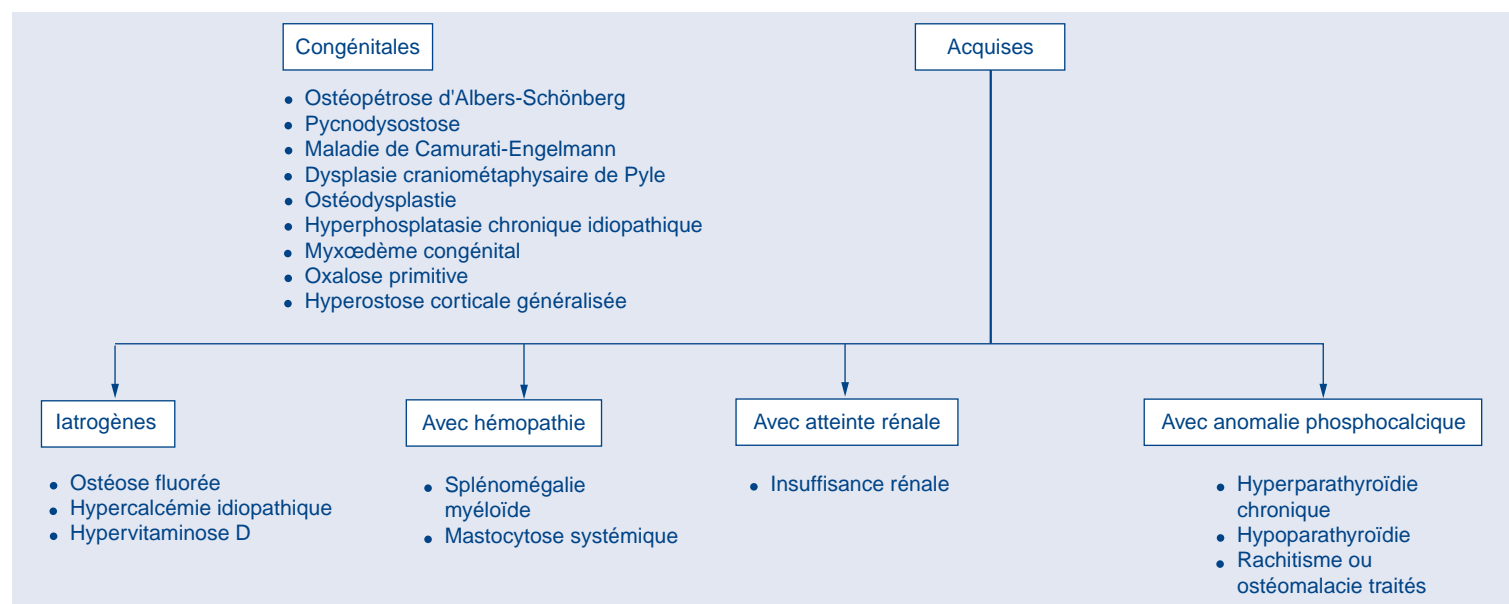 Congénitales
Acquises
• Ostéopétrose d'Albers-Schönberg
• Pycnodysostose
• Maladie de Camurati-Engelmann
• Dysplasie craniométaphysaire de Pyle
• Ostéodysplastie
• Hyperphosplatasie chronique idiopathique
• Myxœdème congénital
• Oxalose primitive
• Hyperostose corticale généralisée
Iatrogènes
• Ostéose fluorée
• Hypercalcémie idiopathique
• Hypervitaminose D
Avec hémopathie
• Splénomégalie
myéloïde
• Mastocytose systémique
Avec atteinte rénale
• Insuffisance rénale
Avec anomalie phosphocalcique
• Hyperparathyroïdie
chronique
• Hypoparathyroïdie
• Rachitisme ou
ostéomalacie traités